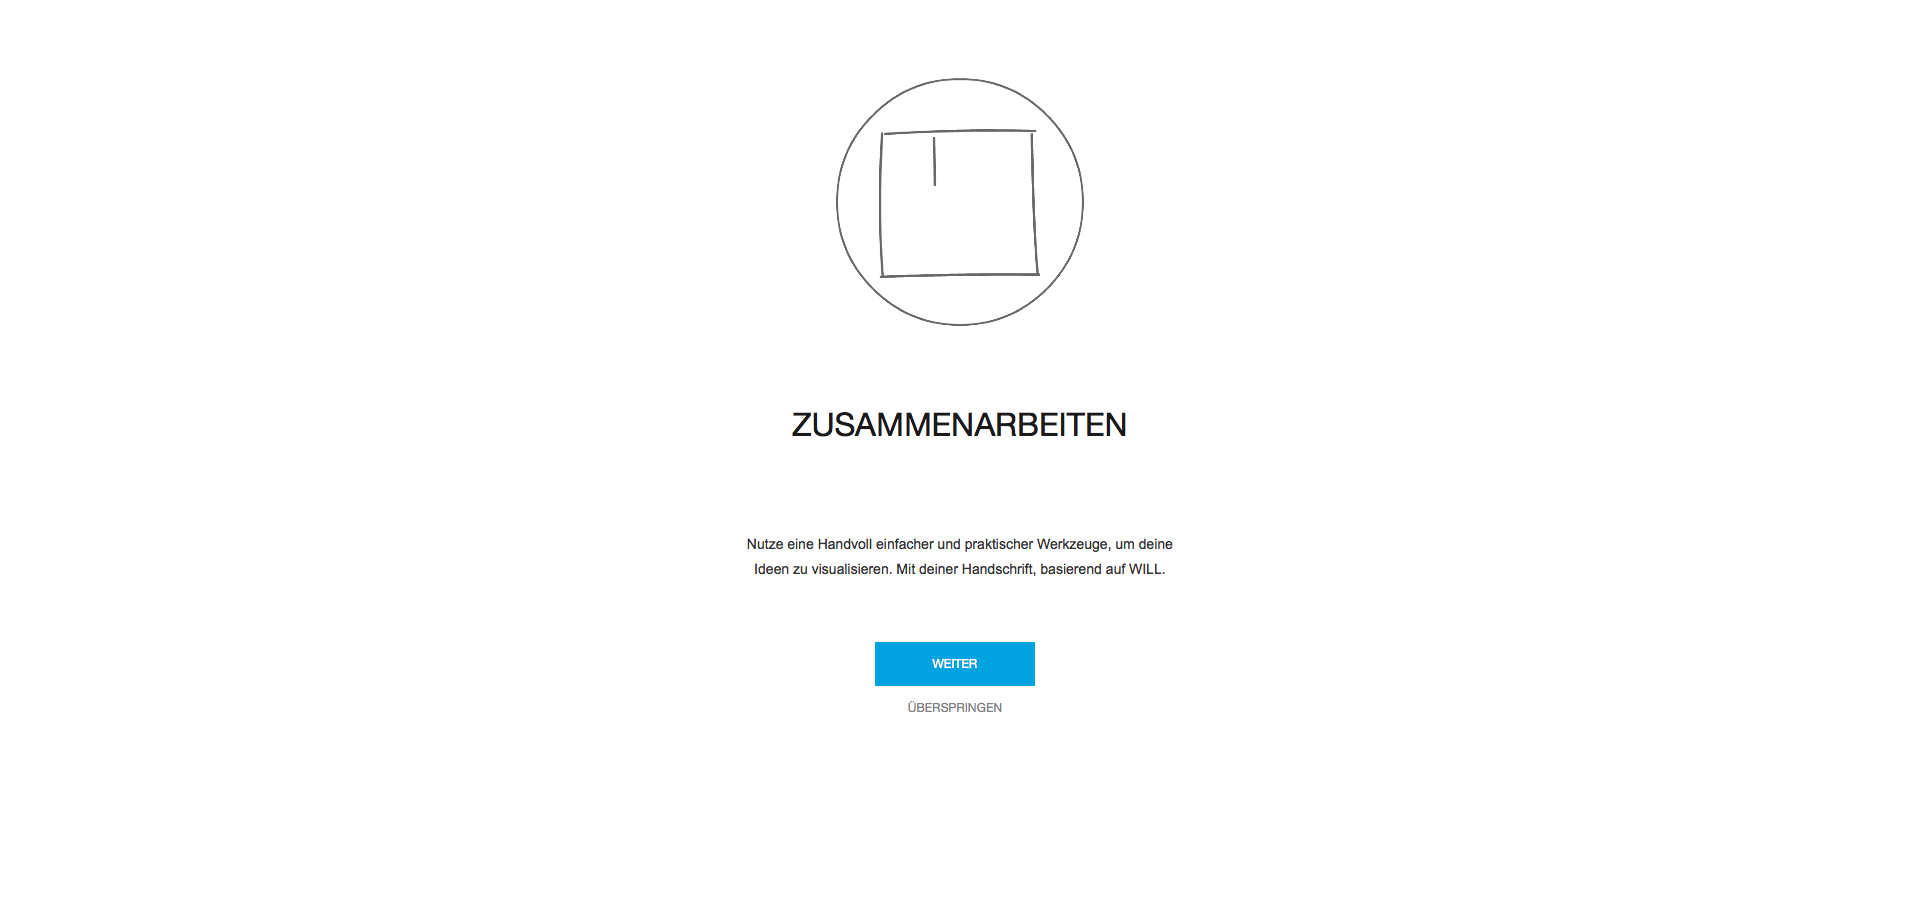 ZUSAMMENARBEITEN
Nutze eine Handvoll einfacher und praktischer Werkzeuge, um deine
Ideen zu visualisieren. Mit deiner Handschrift, basierend auf WILL.
WEITER
ÜBERSPRINGEN